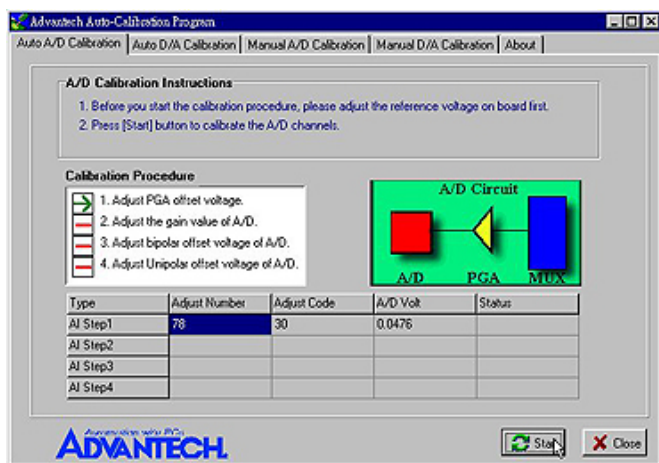 Advantech Auto-Calibration Program
Auto A/D Calibration Auto D/A Calibration Manual A/D Calibration Manual D/A Calibration About
A/D Calibration Instructions
1. Before you start the calibration procedure, please adjust the reference voltage on board first.
2. Press [Start] button to calibrate the A/D channels.
Calibration Procedure
1. Adjust PGA offset voltage.
2. Adjust the gain value of A/D.
3. Adjust bipolar offset voltage of A/D.
4. Adjust Unipolar offset voltage of A/D.
A/D Circuit
A/D PGA MUX
Type Adjust Number Adjust Code A/D Volt Status
AI Step1 78 30 0.0476
AI Step2
AI Step3
AI Step4
ADVANTECH
Start Close